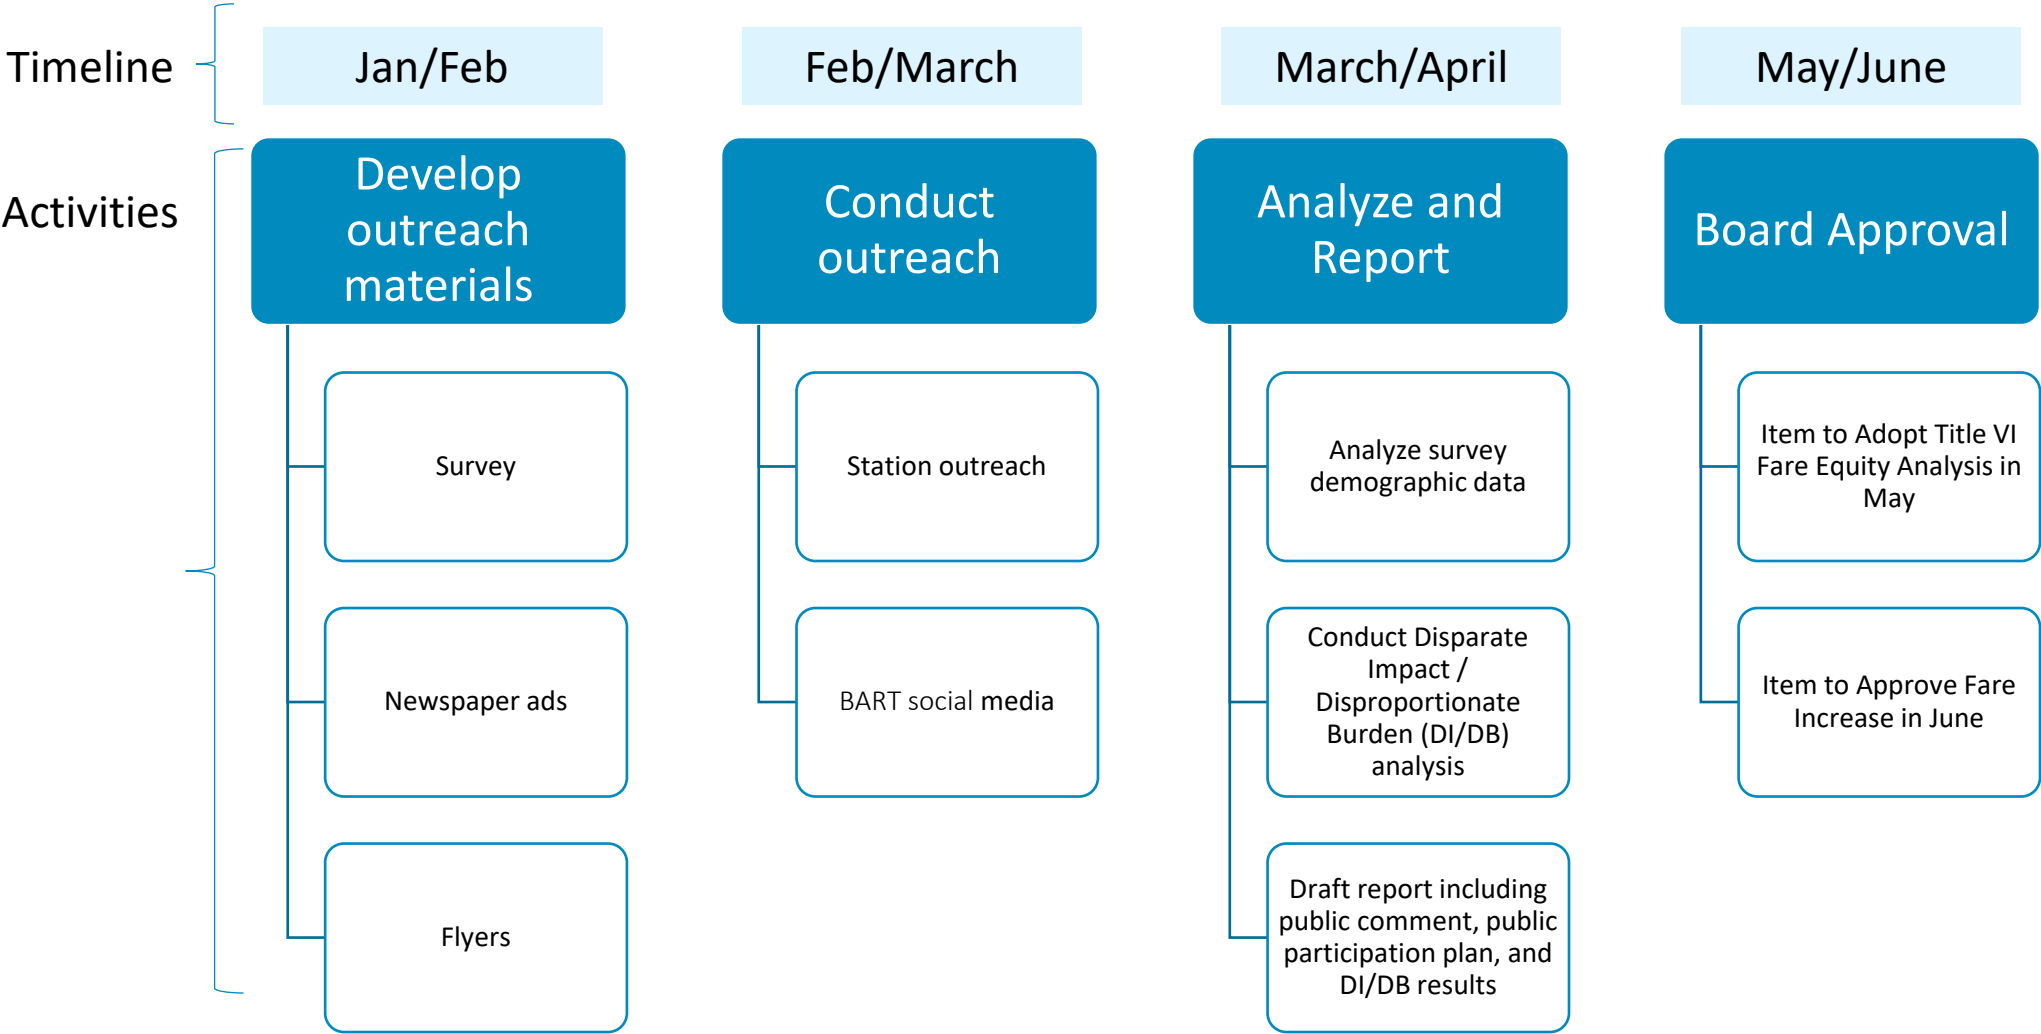 Timeline
Jan/Feb
Feb/March
March/April
May/June
Activities
Develop
outreach
materials
Conduct
outreach
Analyze and
Report
Board Approval
Survey
Newspaper ads
Flyers
Station outreach
BART social media
Analyze survey
demographic data
Conduct Disparate
Impact /
Disproportionate
Burden (DI/DB)
analysis
Draft report including
public comment, public
participation plan, and
DI/DB results
Item to Adopt Title VI
Fare Equity Analysis in
May
Item to Approve Fare
Increase in June